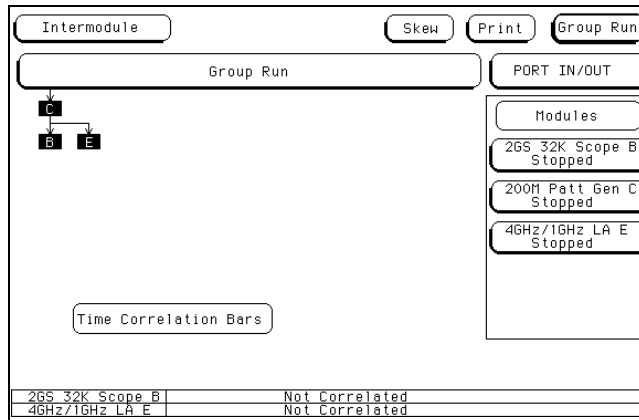 Intermodule
Skew
Print
Group Run
Group Run
PORT IN/OUT
C
B E
Modules
2GS 32K Scope B
Stopped
200M Patt Gen C
Stopped
4GHz/1GHz LA E
Stopped
Time Correlation Bars
2GS 32K Scope B Not Correlated
4GHz/1GHz LA E Not Correlated